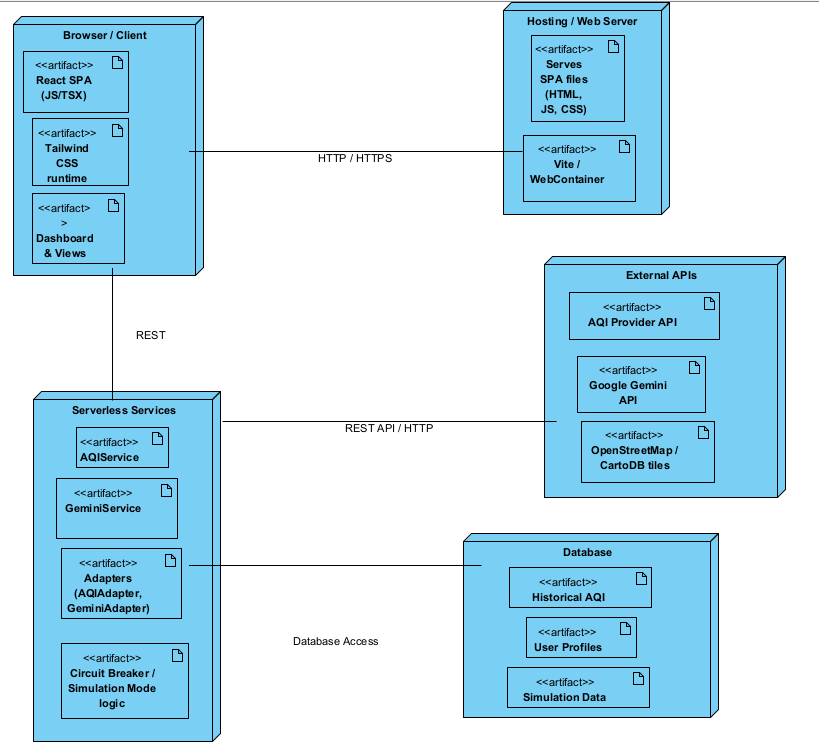 Browser / Client
<<artifact>>
React SPA
(JS/TSX)
<<artifact>>
Tailwind
CSS
runtime
<<artifact>
>
Dashboard
& Views
Hosting / Web Server
<<artifact>>
Serves
SPA files
(HTML,
JS, CSS)
<<artifact>>
Vite /
WebContainer
HTTP / HTTPS
REST
External APIs
<<artifact>>
AQI Provider API
<<artifact>>
Google Gemini
API
<<artifact>>
OpenStreetMap /
CartoDB tiles
Serverless Services
<<artifact>>
AQIService
<<artifact>>
GeminiService
<<artifact>>
Adapters
(AQIAdapter,
GeminiAdapter)
<<artifact>>
Circuit Breaker /
Simulation Mode
logic
REST API / HTTP
Database
<<artifact>>
Historical AQI
<<artifact>>
User Profiles
<<artifact>>
Simulation Data
Database Access